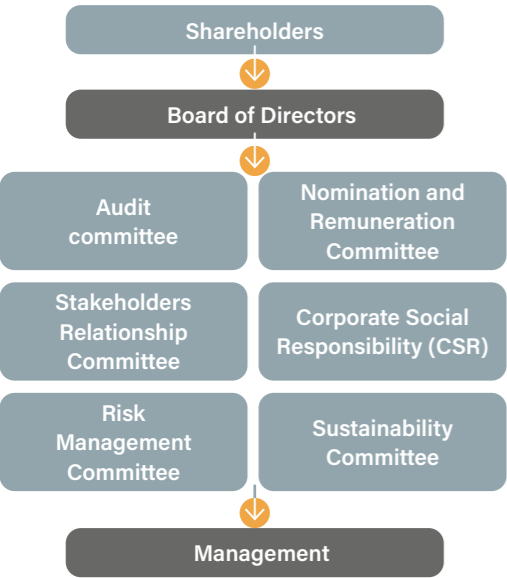 Shareholders
Board of Directors
Audit
committee
Nomination and
Remuneration
Committee
Stakeholders
Relationship
Committee
Corporate Social
Responsibility (CSR)
Risk
Management
Committee
Sustainability
Committee
Management